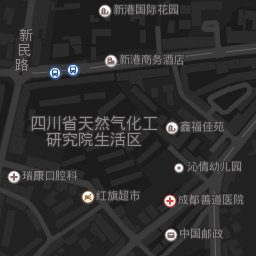 新港国际花园
新民路
新港商务酒店
四川省天然气化工
研究院生活区
鑫福佳苑
沁情幼儿园
瑞康口腔科
红旗超市
成都善道医院
中国邮政